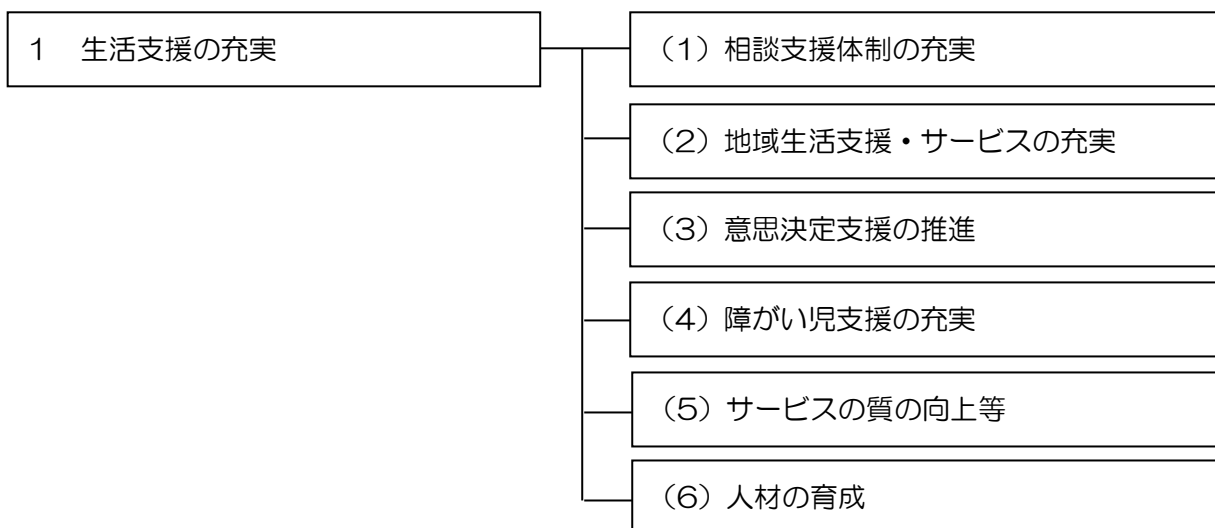 1　生活支援の充実
（1）相談支援体制の充実
（2）地域生活支援・サービスの充実
（3）意思決定支援の推進
（4）障がい児支援の充実
（5）サービスの質の向上等
（6）人材の育成